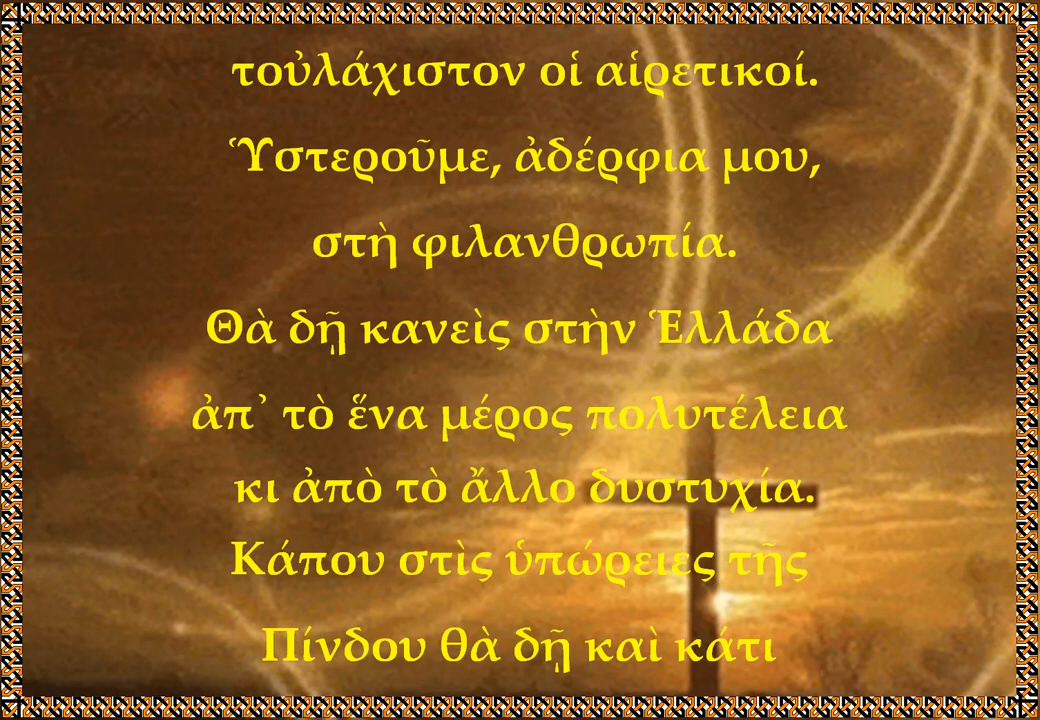 τοὐλάχιστον οἱ αἱρετικοί.
Ὑστεροῦμε, ἀδέρφια μου,
στὴ φιλανθρωπία.
Θὰ δῇ κανεὶς στὴν Ἑλλάδα
ἀπ᾽ τὸ ἕνα μέρος πολυτέλεια
κι ἀπὸ τὸ ἄλλο δυστυχία.
Κάπου στὶς ὑπώρειες τῆς
Πίνδου θὰ δῇ καὶ κάτι